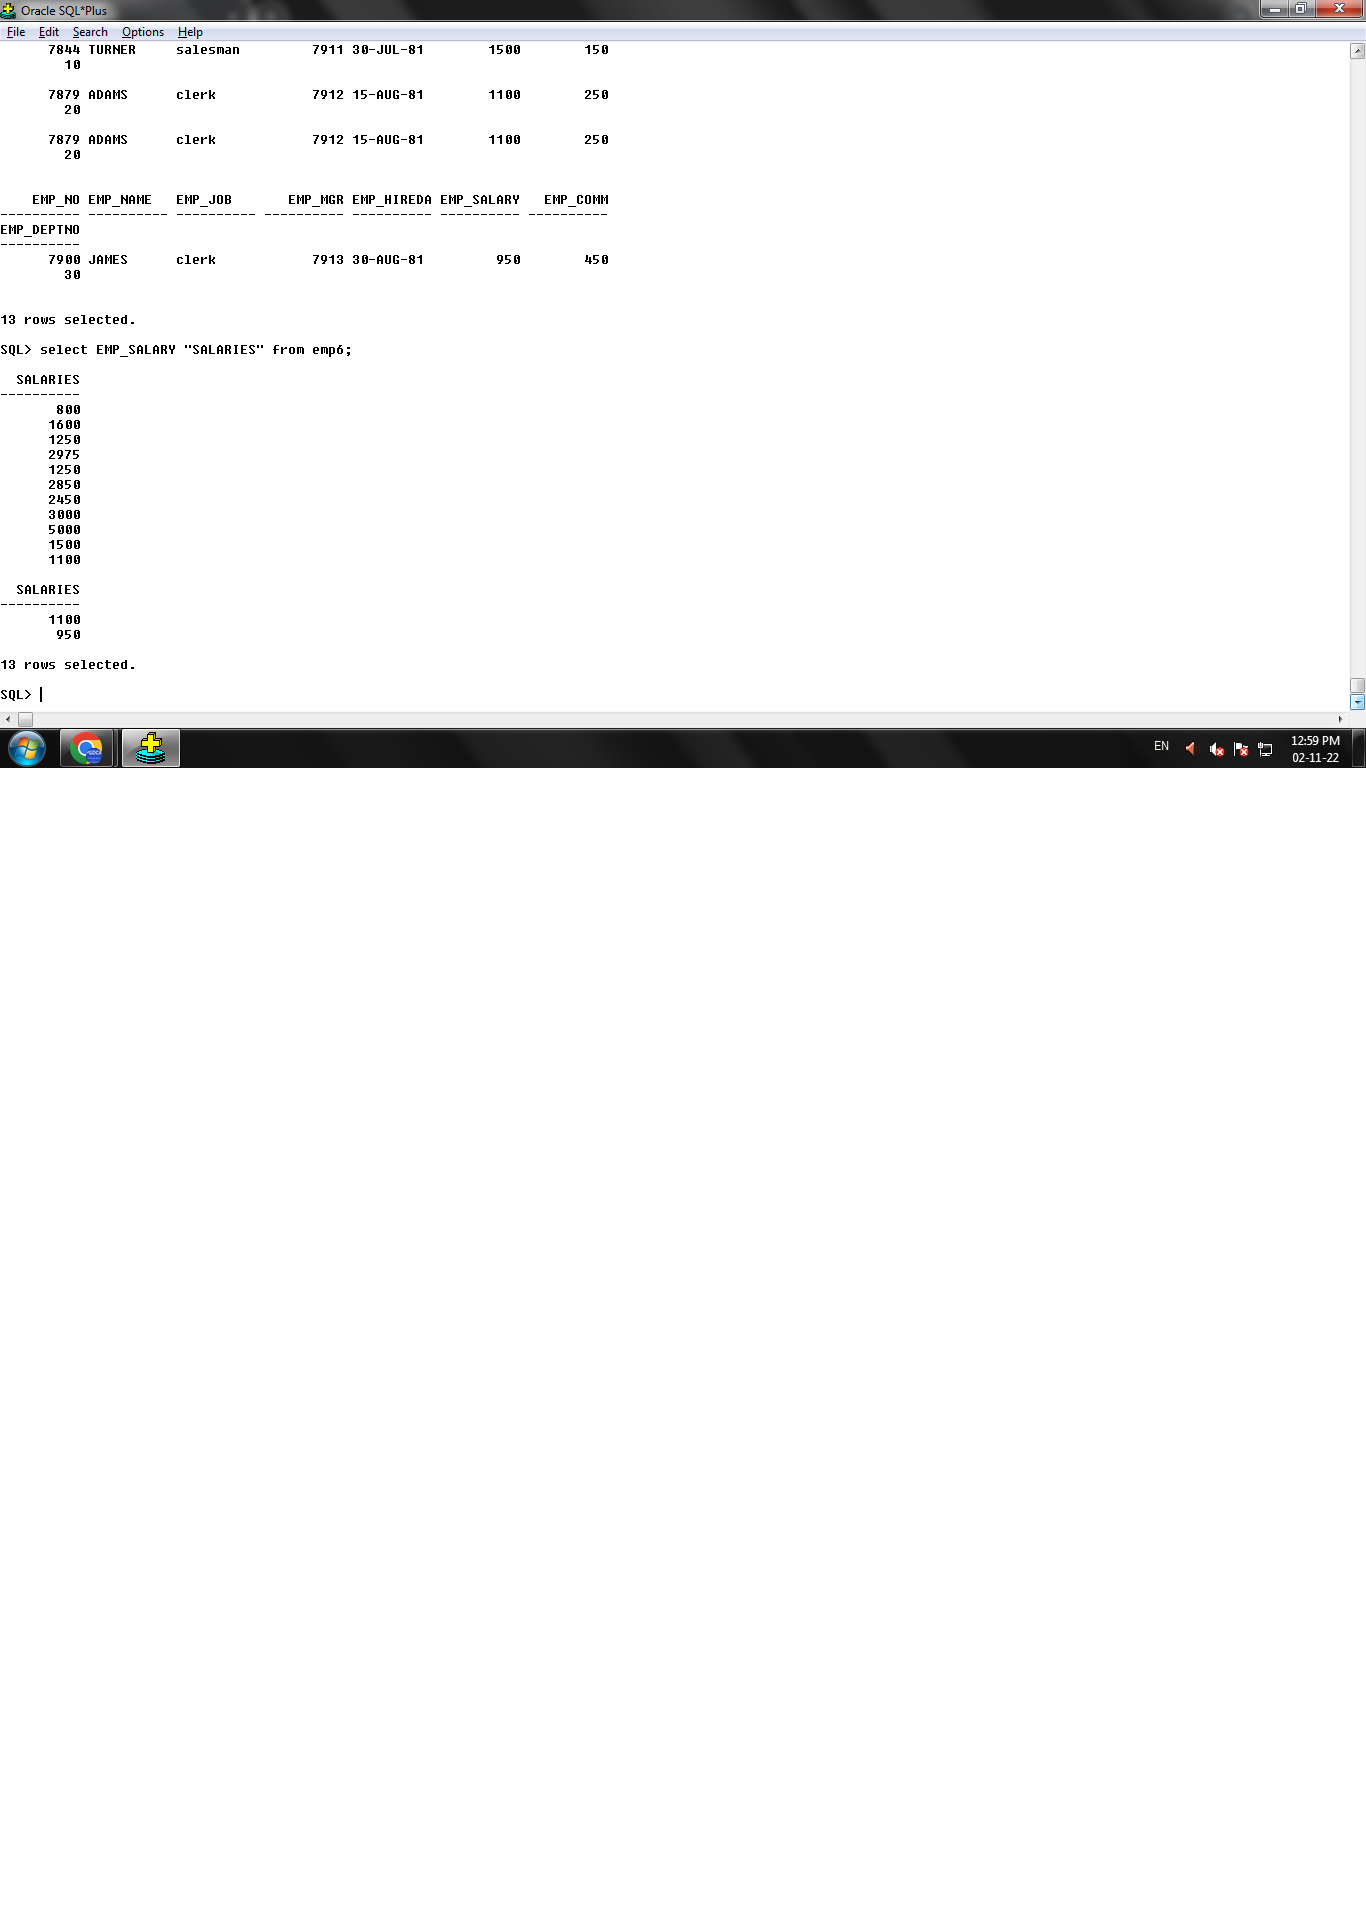 Oracle SQL*Plus
File Edit Search Options Help
7844 TURNER salesman 7911 30-JUL-81 1500 150
10
7879 ADAMS clerk 7912 15-AUG-81 1100 250
20
7879 ADAMS clerk 7912 15-AUG-81 1100 250
20
EMP_NO EMP_NAME EMP_JOB EMP_MGR EMP_HIREDA EMP_SALARY EMP_COMM
---------- ---------- ---------- ---------- ---------- ---------- ----------
EMP_DEPTNO
----------
7900 JAMES clerk 7913 30-AUG-81 950 450
30
13 rows selected.
SQL> select EMP_SALARY "SALARIES" from emp6;
SALARIES
----------
800
1600
1250
2975
1250
2850
2450
3000
5000
1500
1100
SALARIES
----------
1100
950
13 rows selected.
SQL>
EN
12:59 PM
02-11-22